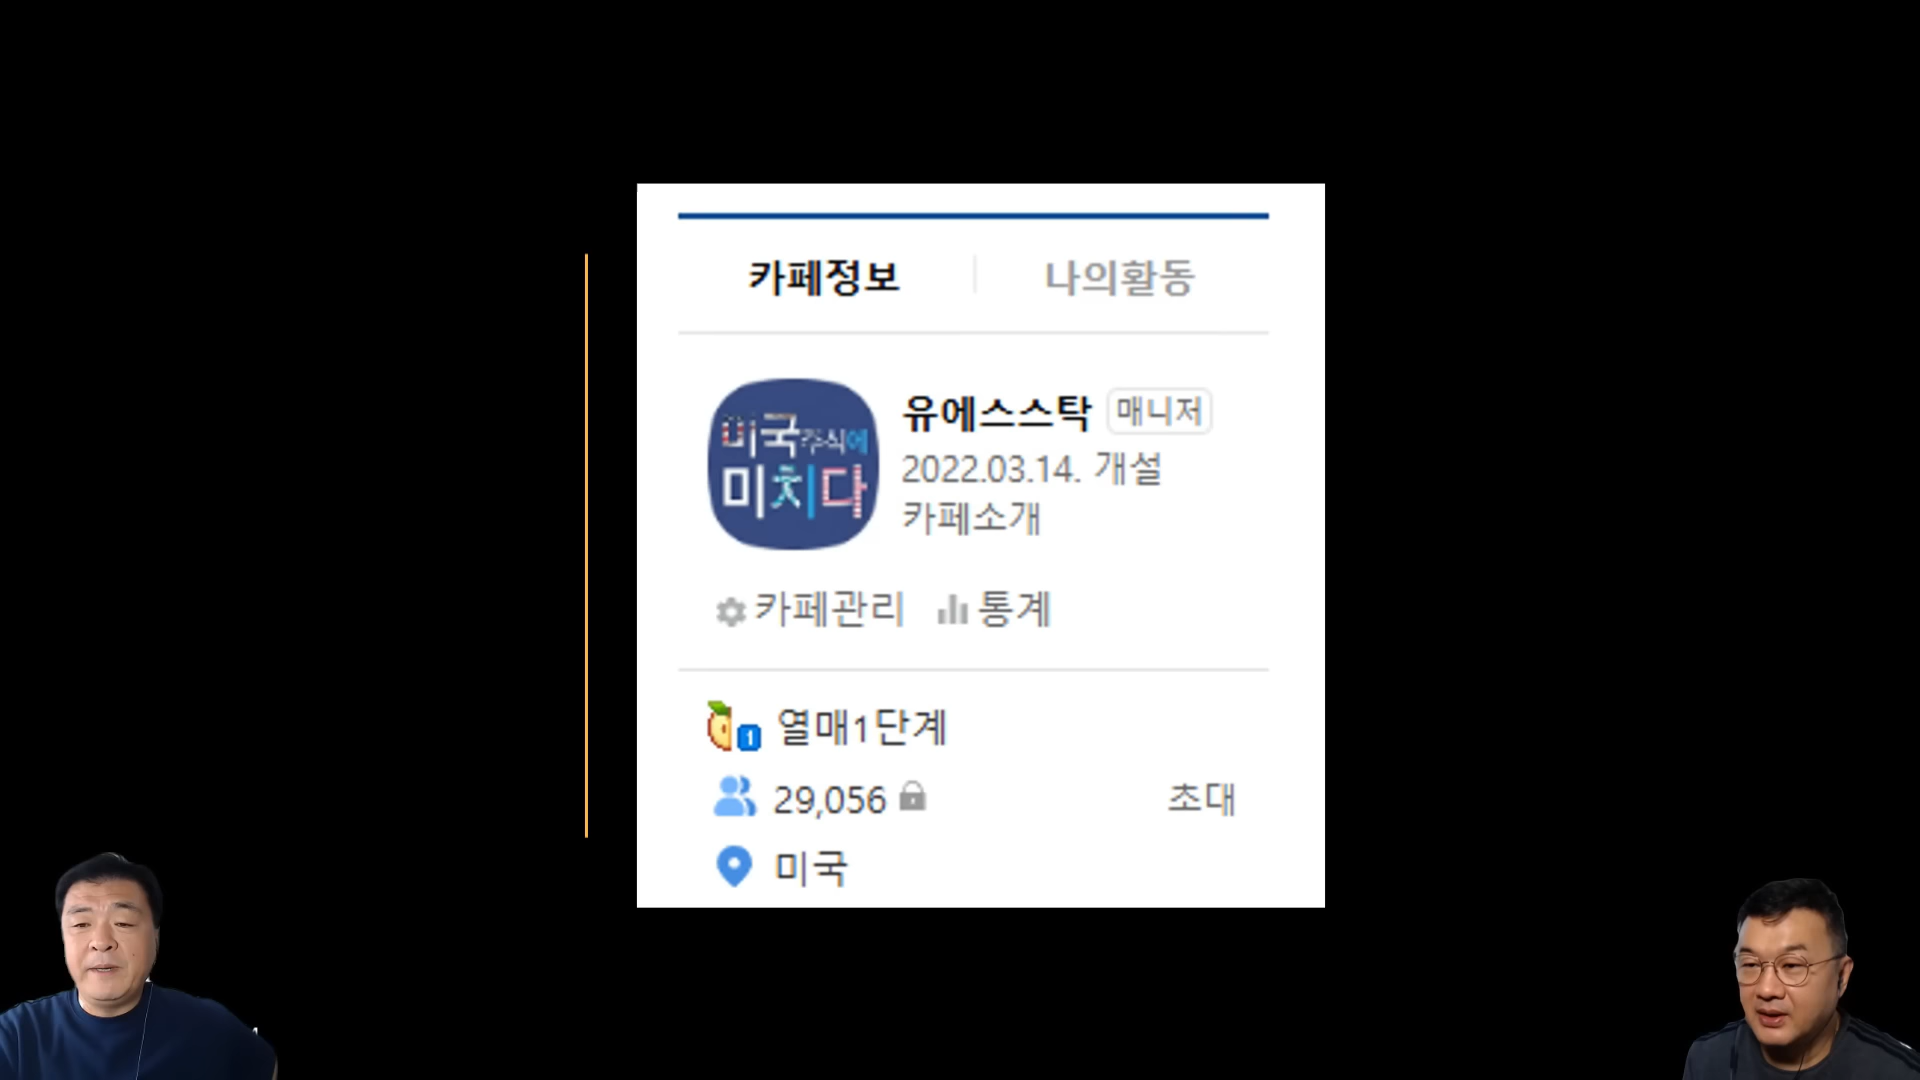 카페정보
나의활동
미국주식에
미치다
유에스스탁 매니저
2022.03.14. 개설
카페소개
카페관리 통계
1 열매1단계
29,056 초대
미국